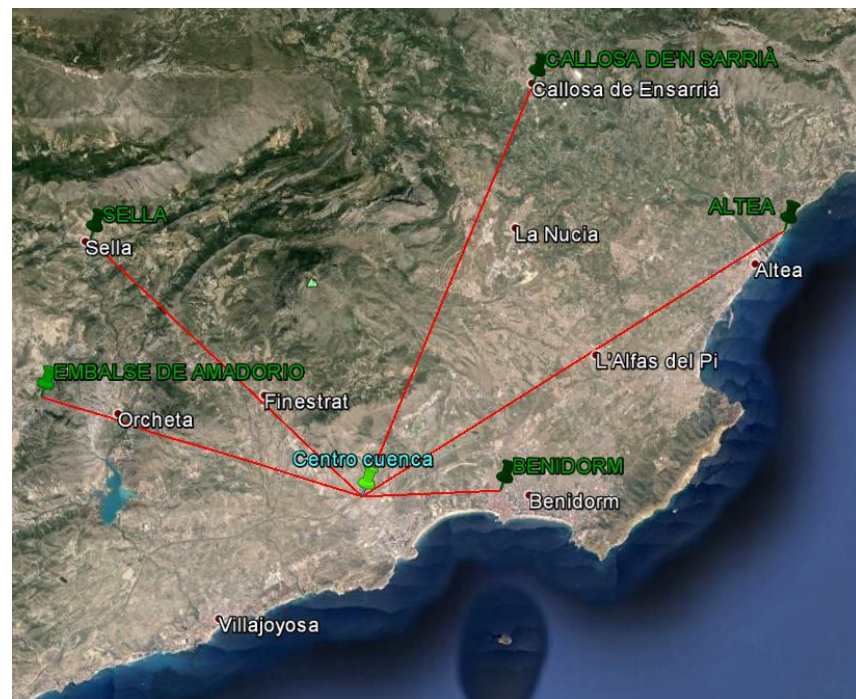 CALLOSA DE'N SARRIÀ
Callosa de Ensarriá
SELLA
Sella
ALTEA
La Nucia
Altea
EMBALSE DE AMADORIO
L'Alfas del Pi
Finestrat
Orcheta
Centro cuenca
BENIDORM
Benidorm
Villajoyosa